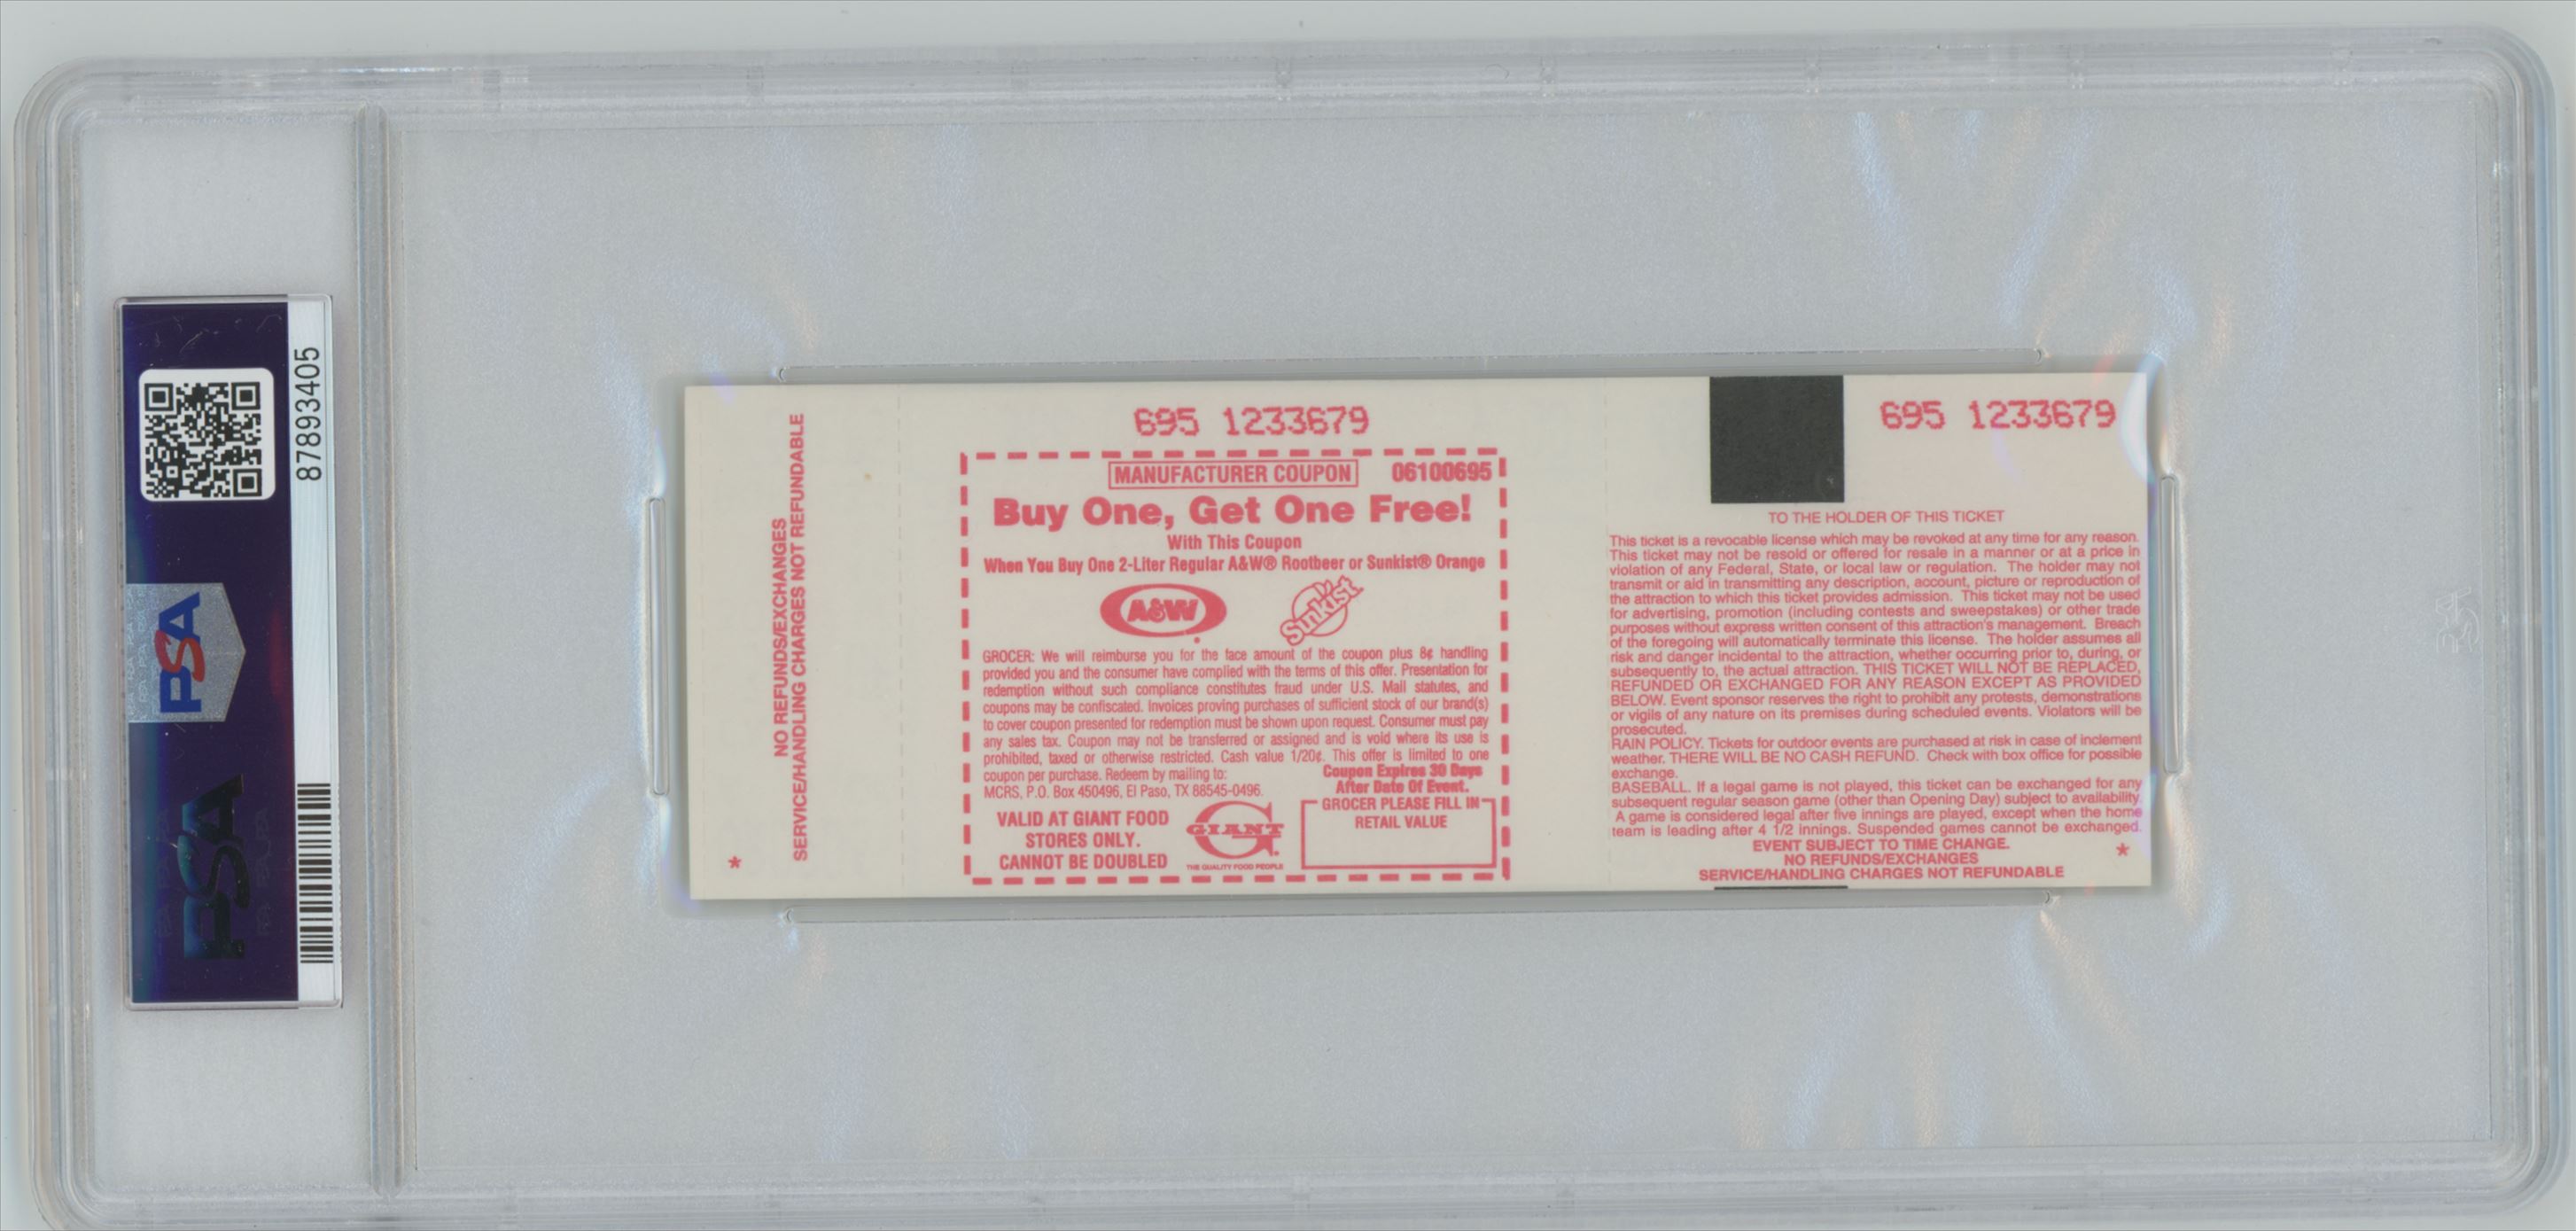 87893405
PSA
PSA
NO REFUNDS/EXCHANGES
SERVICE/HANDLING CHARGES NOT REFUNDABLE
*
695 1233679
MANUFACTURER COUPON 06100695
Buy One, Get One Free!
With This Coupon
When You Buy One 2-Liter Regular A&W® Rootbeer or Sunkist® Orange
A&W
Sunkist
GROCER: We will reimburse you for the face amount of the coupon plus 8¢ handling
provided you and the consumer have complied with the terms of this offer. Presentation for
redemption without such compliance constitutes fraud under U.S. Mail statutes, and
coupons may be confiscated. Invoices proving purchases of sufficient stock of our brand(s)
to cover coupon presented for redemption must be shown upon request. Consumer must pay
any sales tax. Coupon may not be transferred or assigned and is void where its use is
prohibited, taxed or otherwise restricted. Cash value 1/20¢. This offer is limited to one
coupon per purchase. Redeem by mailing to:
MCRS, P.O. Box 450496, El Paso, TX 88545-0496.
Coupon Expires 30 Days
After Date Of Event.
VALID AT GIANT FOOD
STORES ONLY.
CANNOT BE DOUBLED
GIANT
THE QUALITY FOOD PEOPLE
GROCER PLEASE FILL IN
RETAIL VALUE
695 1233679
TO THE HOLDER OF THIS TICKET
This ticket is a revocable license which may be revoked at any time for any reason.
This ticket may not be resold or offered for resale in a manner or at a price in
violation of any Federal, State, or local law or regulation. The holder may not
transmit or aid in transmitting any description, account, picture or reproduction of
the attraction to which this ticket provides admission. This ticket may not be used
for advertising, promotion (including contests and sweepstakes) or other trade
purposes without express written consent of this attraction's management. Breach
of the foregoing will automatically terminate this license. The holder assumes all
risk and danger incidental to the attraction, whether occurring prior to, during, or
subsequently to, the actual attraction. THIS TICKET WILL NOT BE REPLACED,
REFUNDED OR EXCHANGED FOR ANY REASON EXCEPT AS PROVIDED
BELOW. Event sponsor reserves the right to prohibit any protests, demonstrations
or vigils of any nature on its premises during scheduled events. Violators will be
prosecuted.
RAIN POLICY. Tickets for outdoor events are purchased at risk in case of inclement
weather. THERE WILL BE NO CASH REFUND. Check with box office for possible
exchange.
BASEBALL. If a legal game is not played, this ticket can be exchanged for any
subsequent regular season game (other than Opening Day) subject to availability.
A game is considered legal after five innings are played, except when the home
team is leading after 4 1/2 innings. Suspended games cannot be exchanged.
EVENT SUBJECT TO TIME CHANGE.
NO REFUNDS/EXCHANGES
SERVICE/HANDLING CHARGES NOT REFUNDABLE
*
PSA